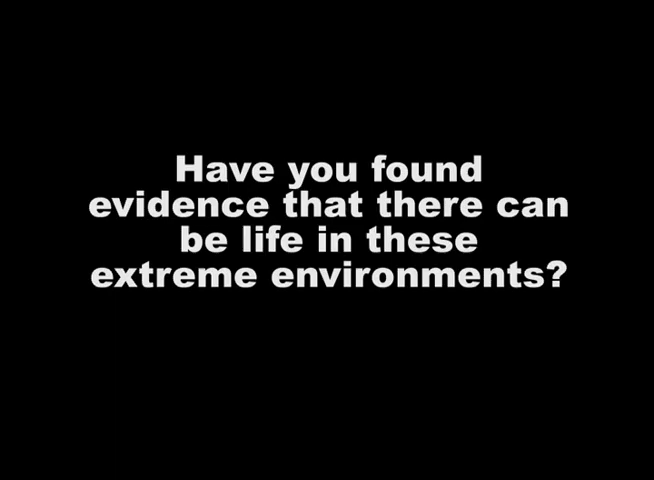 Have you found
evidence that there can
be life in these
extreme environments?